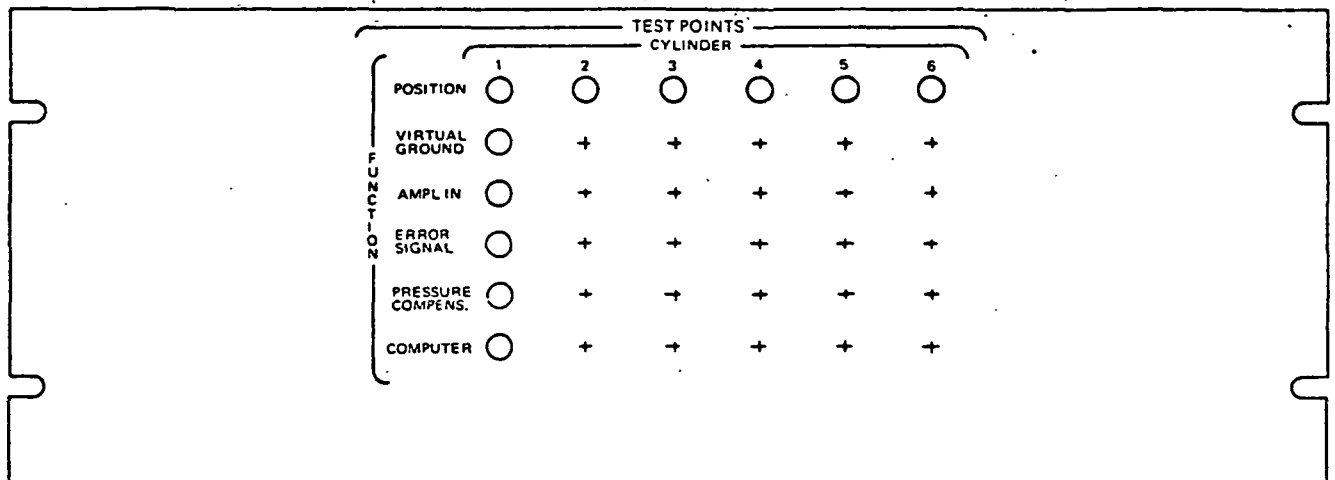 TEST POINTS
CYLINDER
1 2 3 4 5 6
FUNCTION
POSITION
VIRTUAL
GROUND
AMPL IN
ERROR
SIGNAL
PRESSURE
COMPENS.
COMPUTER